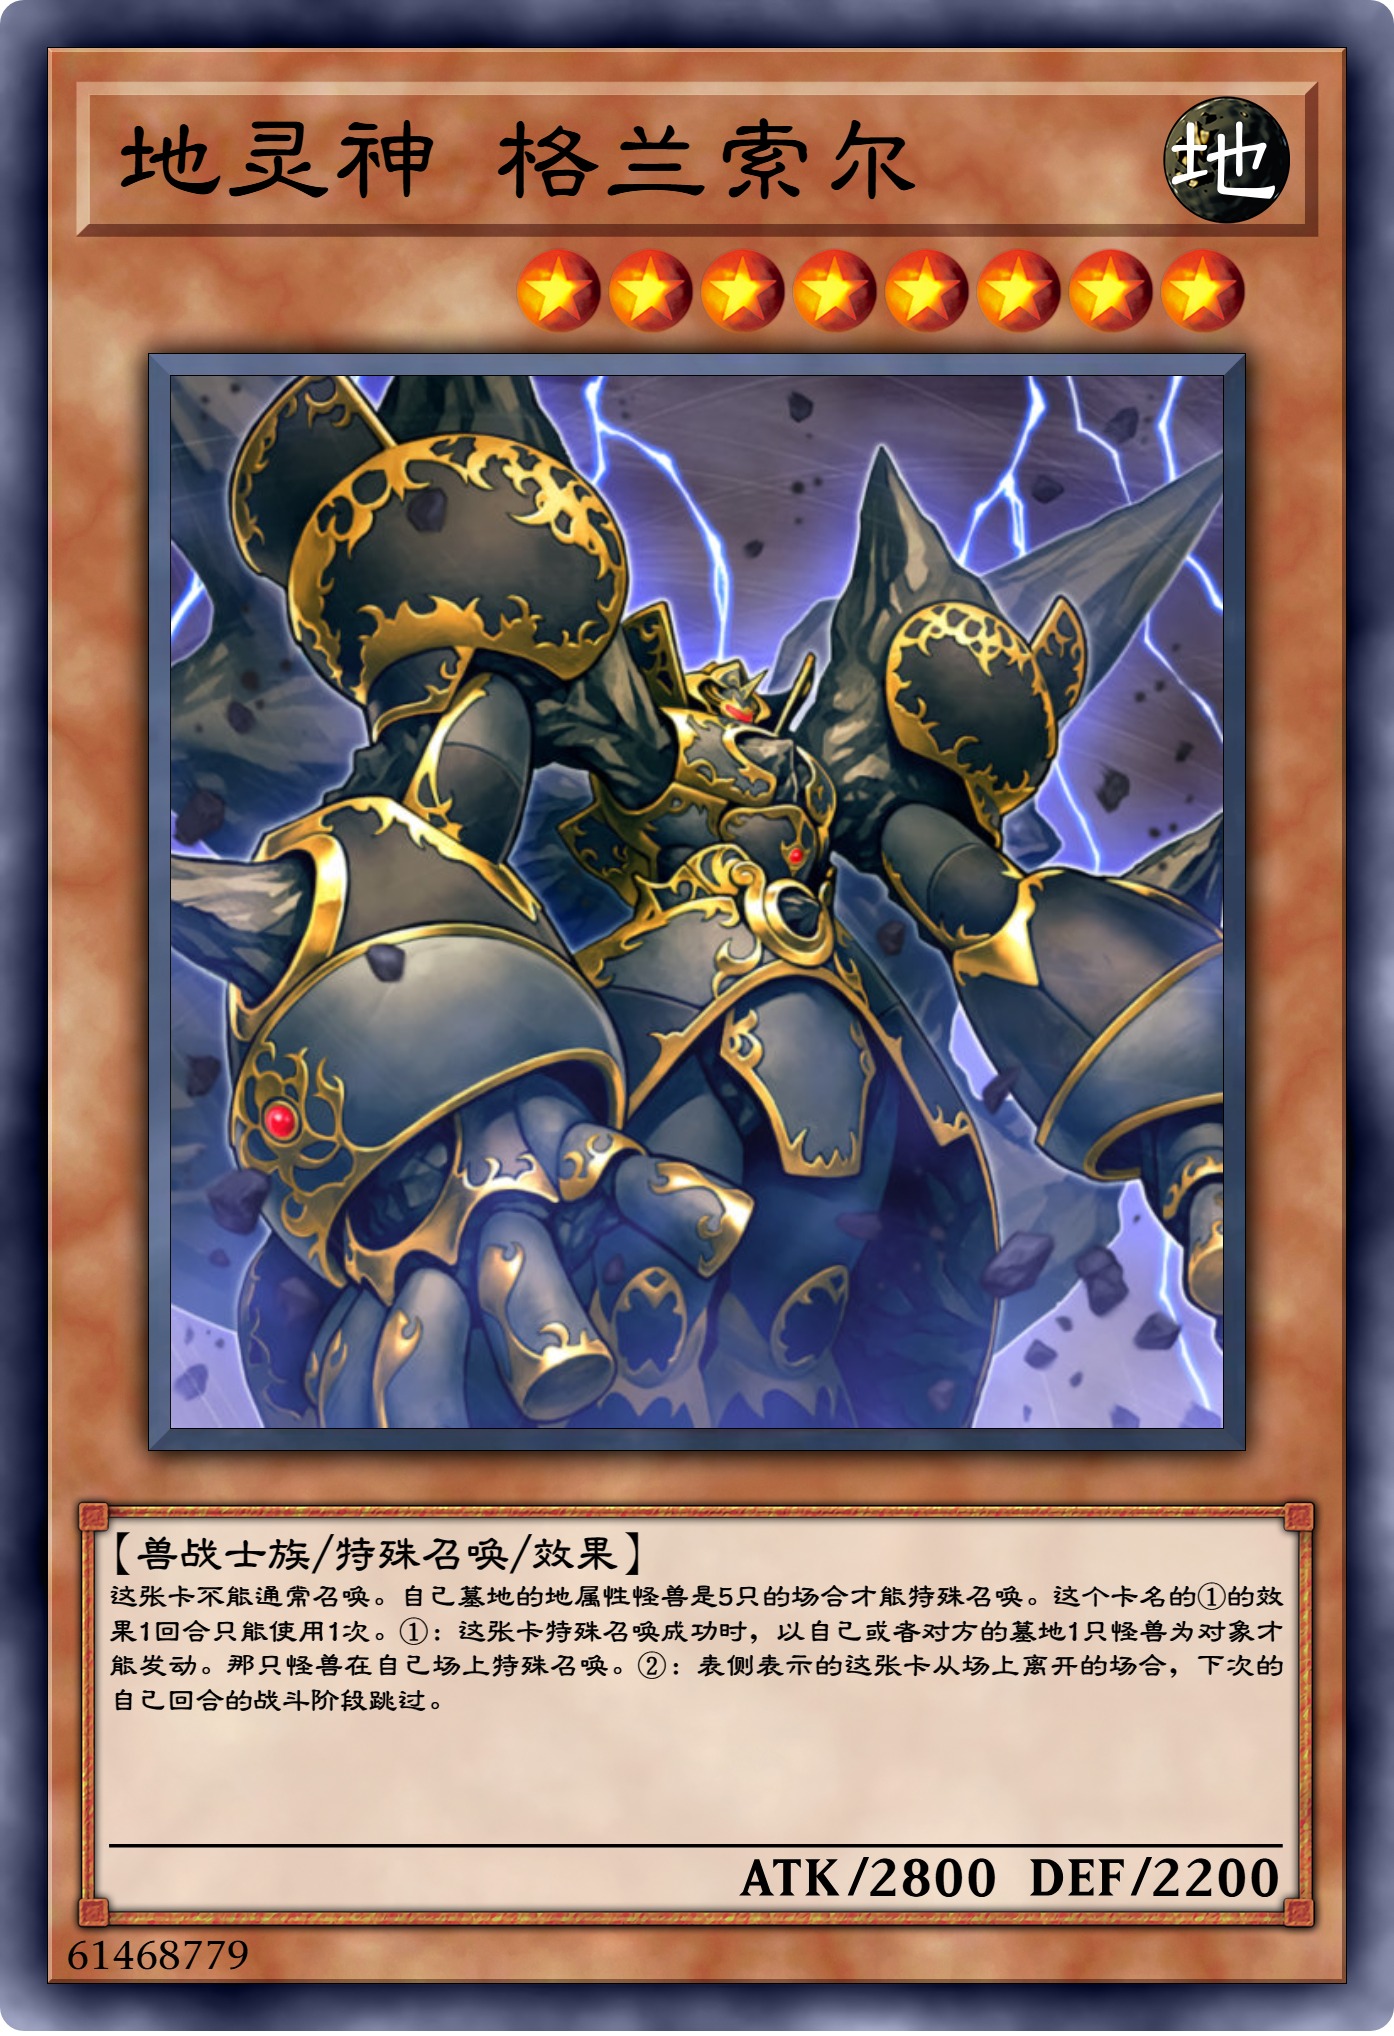 地灵神 格兰索尔
地
【兽战士族/特殊召唤/效果】
这张卡不能通常召唤。自己墓地的地属性怪兽是5只的场合才能特殊召唤。这个卡名的①的效
果1回合只能使用1次。①：这张卡特殊召唤成功时，以自己或者对方的墓地1只怪兽为对象才
能发动。那只怪兽在自己场上特殊召唤。②：表侧表示的这张卡从场上离开的场合，下次的
自己回合的战斗阶段跳过。
ATK/2800 DEF/2200
61468779